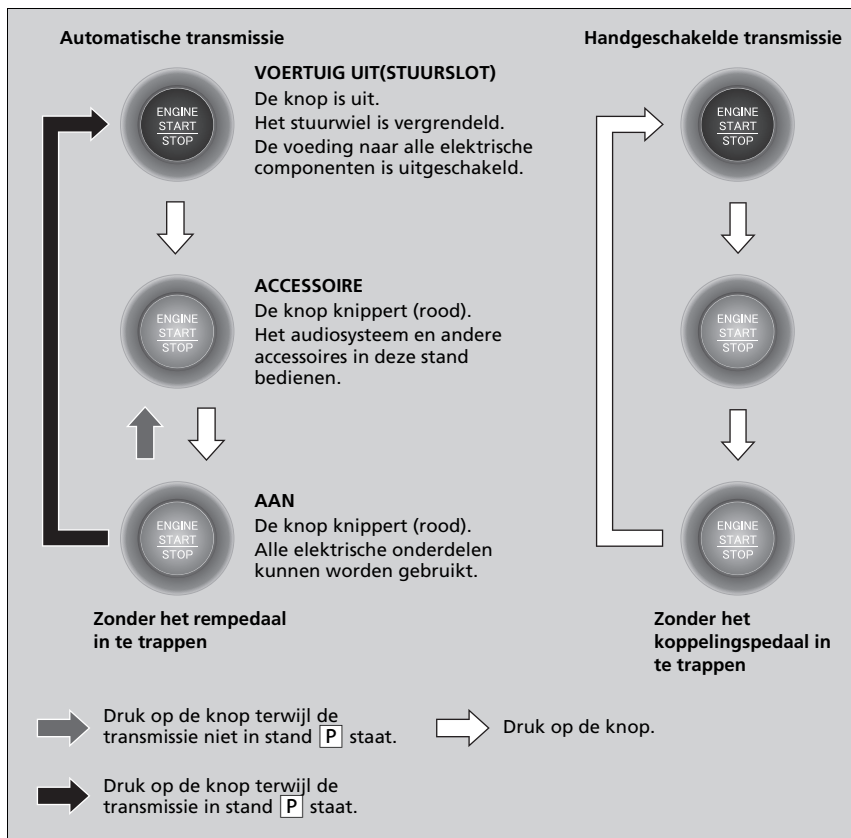 Automatische transmissie
Handgeschakelde transmissie
ENGINE
START
STOP
VOERTUIG UIT(STUURSLOT)
De knop is uit.
Het stuurwiel is vergrendeld.
De voeding naar alle elektrische
componenten is uitgeschakeld.
ENGINE
START
STOP
ENGINE
START
STOP
ACCESSOIRE
De knop knippert (rood).
Het audiosysteem en andere
accessoires in deze stand
bedienen.
ENGINE
START
STOP
ENGINE
START
STOP
AAN
De knop knippert (rood).
Alle elektrische onderdelen
kunnen worden gebruikt.
ENGINE
START
STOP
Zonder het rempedaal
in te trappen
Zonder het
koppelingspedaal in
te trappen
Druk op de knop terwijl de
transmissie niet in stand P staat.
Druk op de knop.
Druk op de knop terwijl de
transmissie in stand P staat.